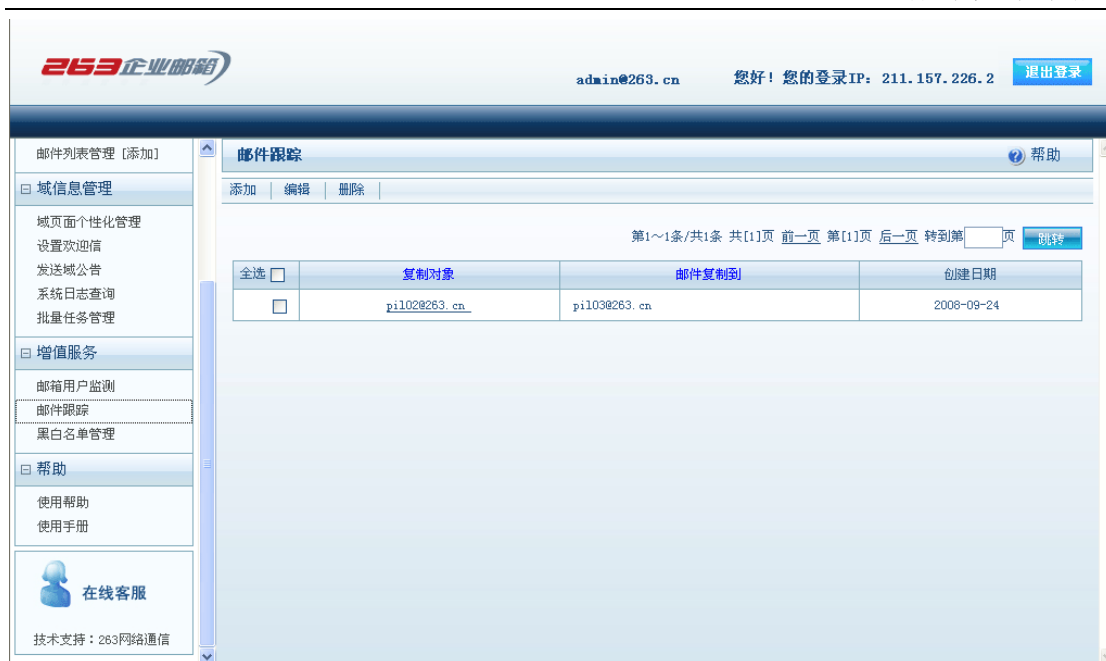 263企业邮箱
admin@263.cn 您好！您的登录IP: 211.157.226.2 退出登录
邮件列表管理 [添加]
域信息管理
域页面个性化管理
设置欢迎信
发送域公告
系统日志查询
批量任务管理
增值服务
邮箱用户监测
邮件跟踪
黑白名单管理
帮助
使用帮助
使用手册
在线客服
技术支持：263网络通信
邮件跟踪 帮助
添加 | 编辑 | 删除 |
第1～1条/共1条 共[1]页 前一页 第[1]页 后一页 转到第 页 跳转
全选 复制对象 邮件复制到 创建日期
pil02@263.cn pil03@263.cn 2008-09-24